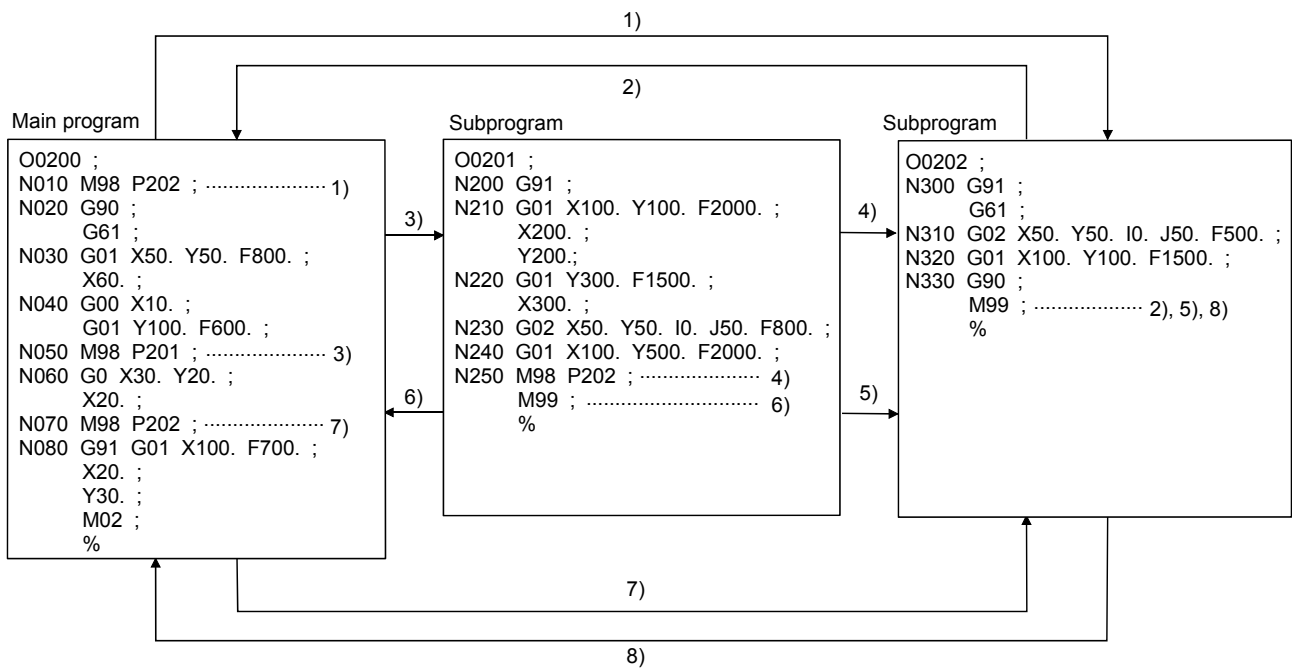 1)
2)
Main program
O0200 ;
N010 M98 P202 ; ..................... 1)
N020 G90 ;
G61 ;
N030 G01 X50. Y50. F800. ;
X60. ;
N040 G00 X10. ;
G01 Y100. F600. ;
N050 M98 P201 ; ..................... 3)
N060 G0 X30. Y20. ;
X20. ;
N070 M98 P202 ; ..................... 7)
N080 G91 G01 X100. F700. ;
X20. ;
Y30. ;
M02 ;
%
3)
6)
Subprogram
O0201 ;
N200 G91 ;
N210 G01 X100. Y100. F2000. ;
X200. ;
Y200.;
N220 G01 Y300. F1500. ;
X300. ;
N230 G02 X50. Y50. I0. J50. F800. ;
N240 G01 X100. Y500. F2000. ;
N250 M98 P202 ; ..................... 4)
M99 ; .............................. 6)
%
4)
5)
Subprogram
O0202 ;
N300 G91 ;
G61 ;
N310 G02 X50. Y50. I0. J50. F500. ;
N320 G01 X100. Y100. F1500. ;
N330 G90 ;
M99 ; ................... 2), 5), 8)
%
7)
8)